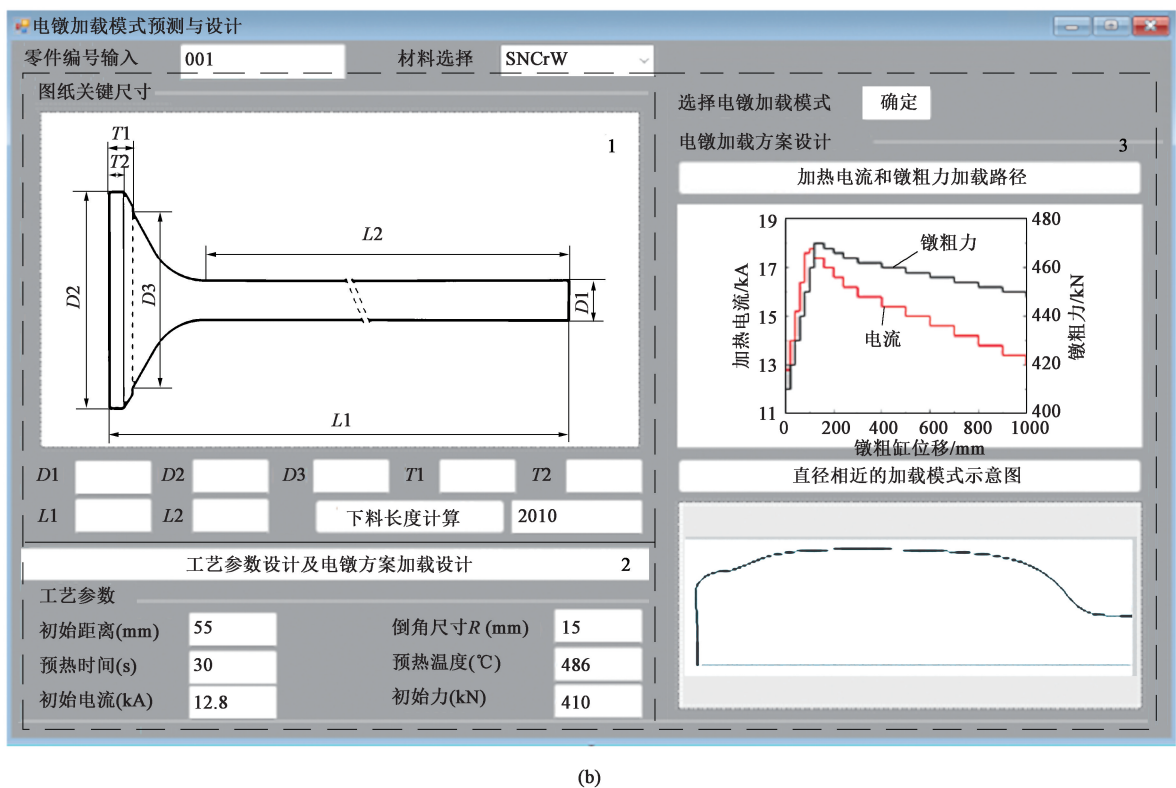 电镦加载模式预测与设计
零件编号输入 001 材料选择 SNCrW
图纸关键尺寸
1
T1
T2
L2
D2
D3
D1
L1
D1 D2 D3 T1 T2
L1 L2 下料长度计算 2010
工艺参数设计及电镦方案加载设计 2
工艺参数
初始距离(mm) 55 倒角尺寸R (mm) 15
预热时间(s) 30 预热温度(℃) 486
初始电流(kA) 12.8 初始力(kN) 410
选择电镦加载模式 确定
电镦加载方案设计 3
加热电流和镦粗力加载路径
19 480
镦粗力
17 460
加热电流/kA
15 440
镦粗力/kN
电流
13 420
11 400
0 200 400 600 800 1000
镦粗缸位移/mm
直径相近的加载模式示意图
(b)